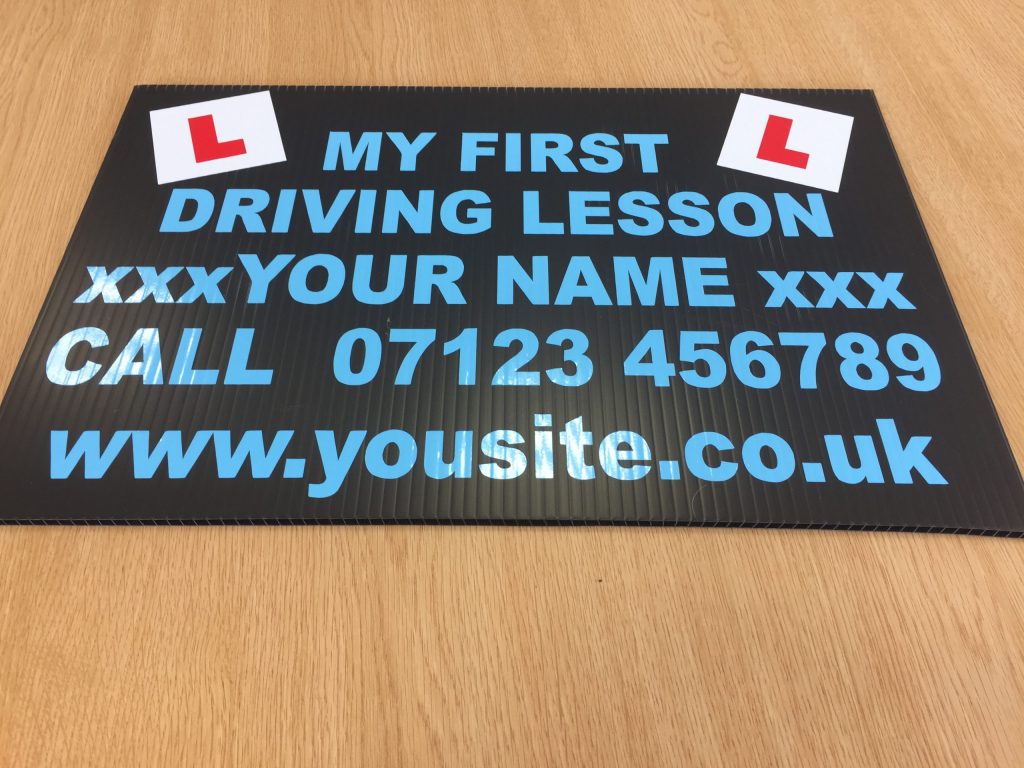 L MY FIRST L
DRIVING LESSON
xxxYOUR NAME xxx
CALL 07123 456789
www.yousite.co.uk